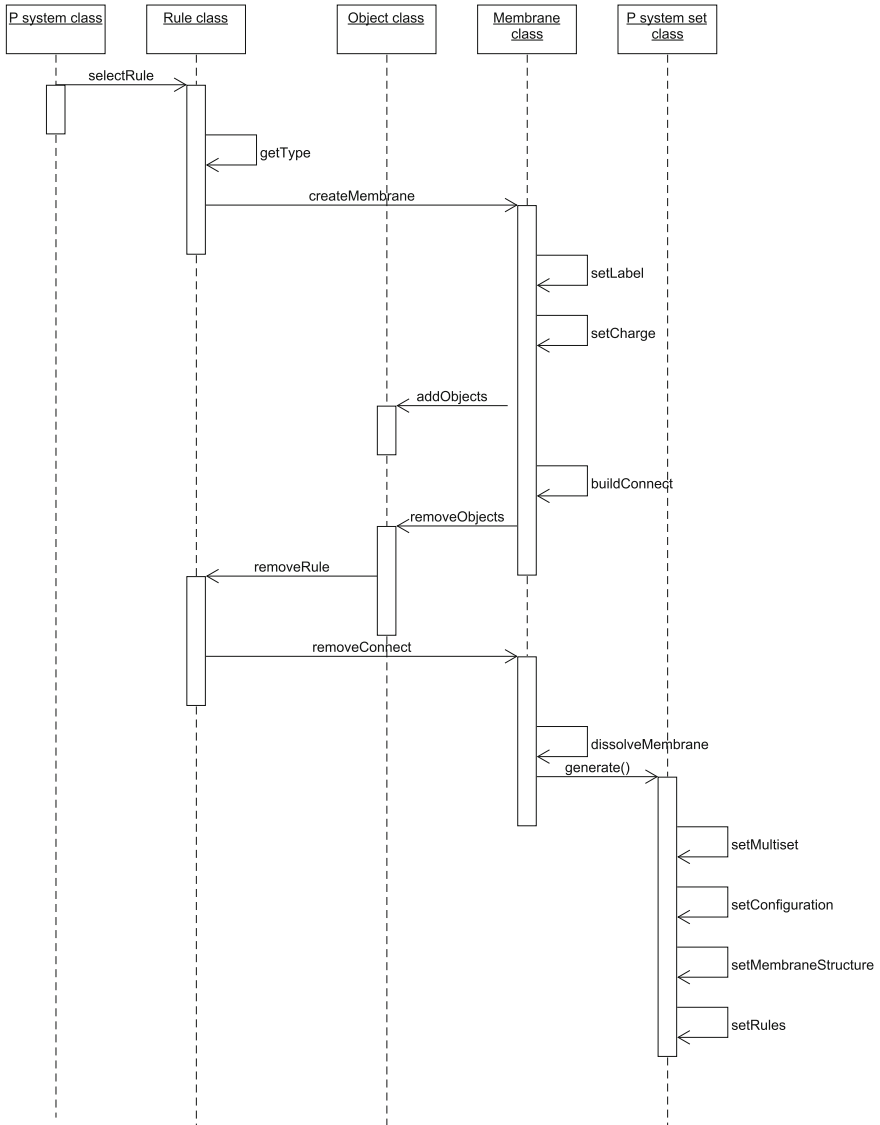 P system class
Rule class
Object class
Membrane
class
P system set
class
selectRule
getType
createMembrane
setLabel
setCharge
addObjects
buildConnect
removeObjects
removeRule
removeConnect
dissolveMembrane
generate()
setMultiset
setConfiguration
setMembraneStructure
setRules